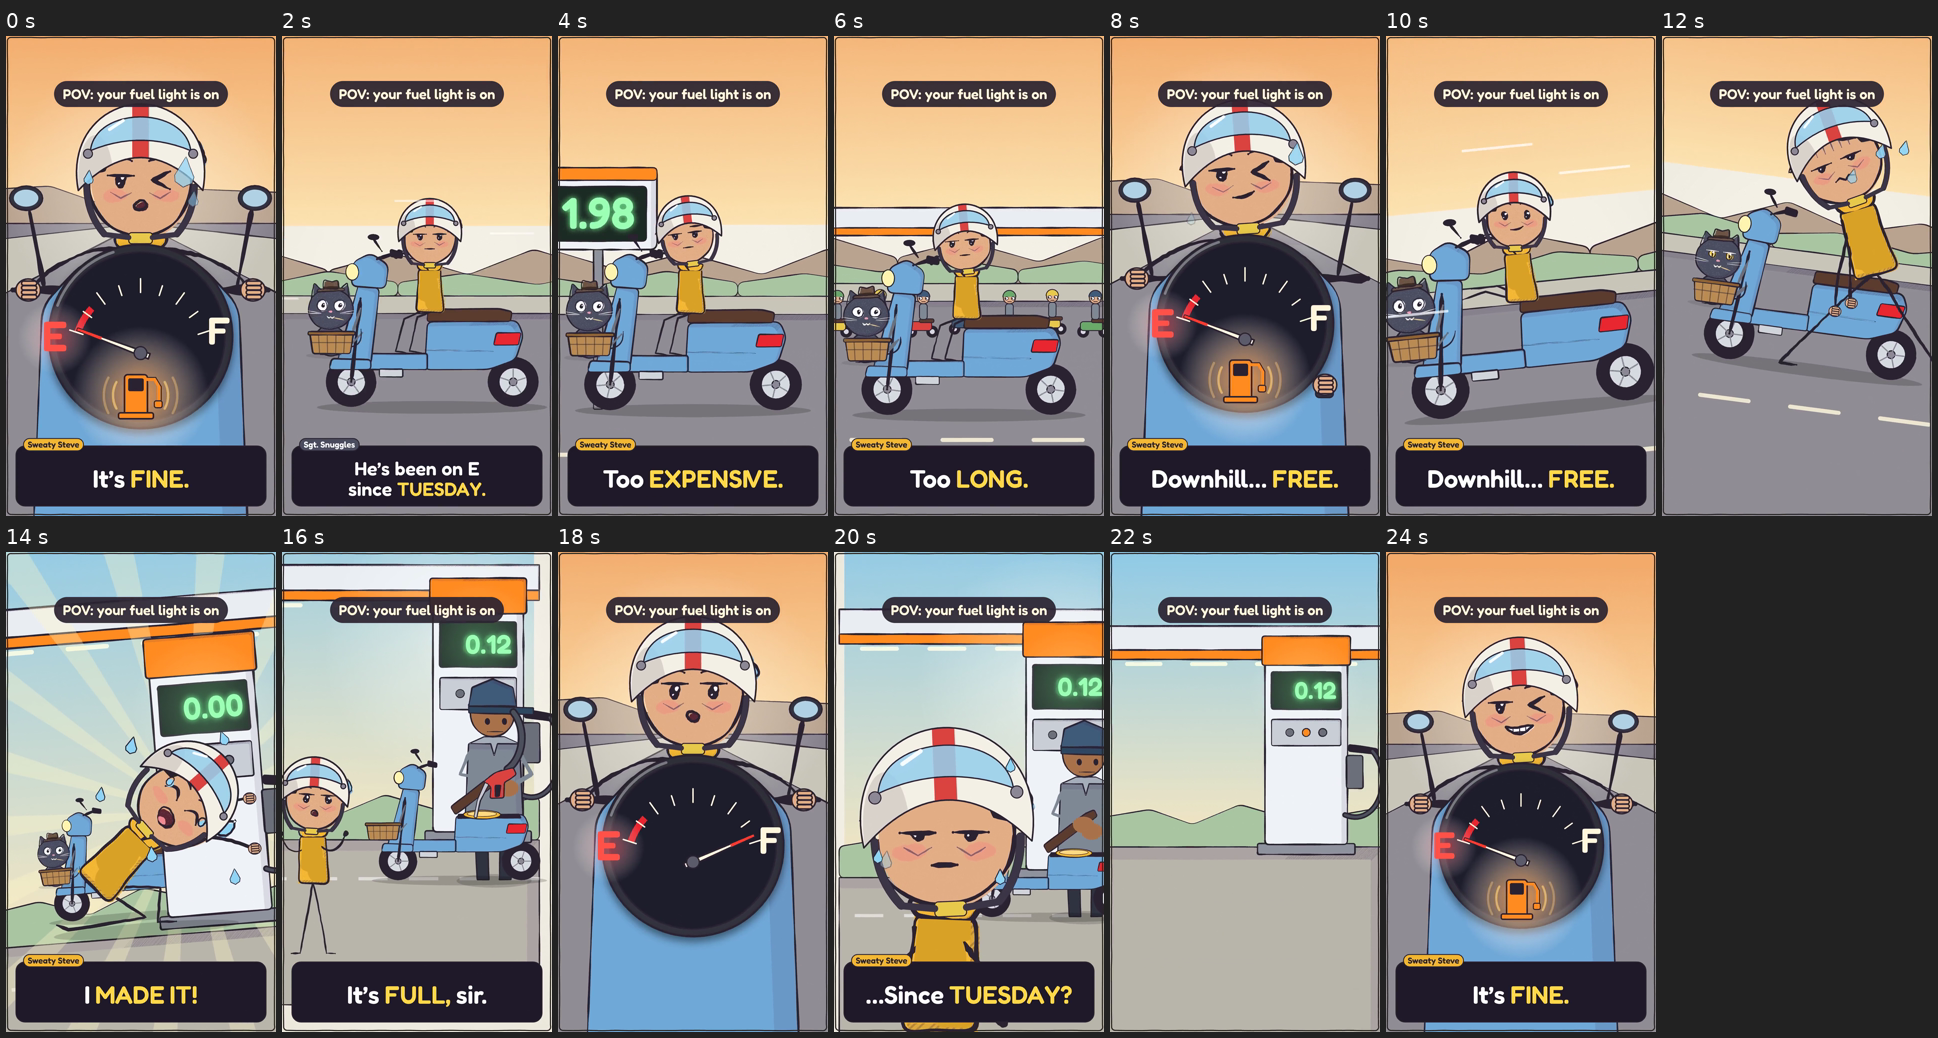 0 s
POV: your fuel light is on
E
F
Sweaty Steve
It's FINE.
2 s
POV: your fuel light is on
Sgt. Snuggles
He's been on E
since TUESDAY.
4 s
POV: your fuel light is on
1.98
Sweaty Steve
Too EXPENSIVE.
6 s
POV: your fuel light is on
Sweaty Steve
Too LONG.
8 s
POV: your fuel light is on
E
F
Sweaty Steve
Downhill... FREE.
10 s
POV: your fuel light is on
Sweaty Steve
Downhill... FREE.
12 s
POV: your fuel light is on
14 s
POV: your fuel light is on
0.00
Sweaty Steve
I MADE IT!
16 s
POV: your fuel light is on
0.12
It's FULL, sir.
18 s
POV: your fuel light is on
E
F
20 s
POV: your fuel light is on
0.12
Sweaty Steve
...Since TUESDAY?
22 s
POV: your fuel light is on
0.12
24 s
POV: your fuel light is on
E
F
Sweaty Steve
It's FINE.